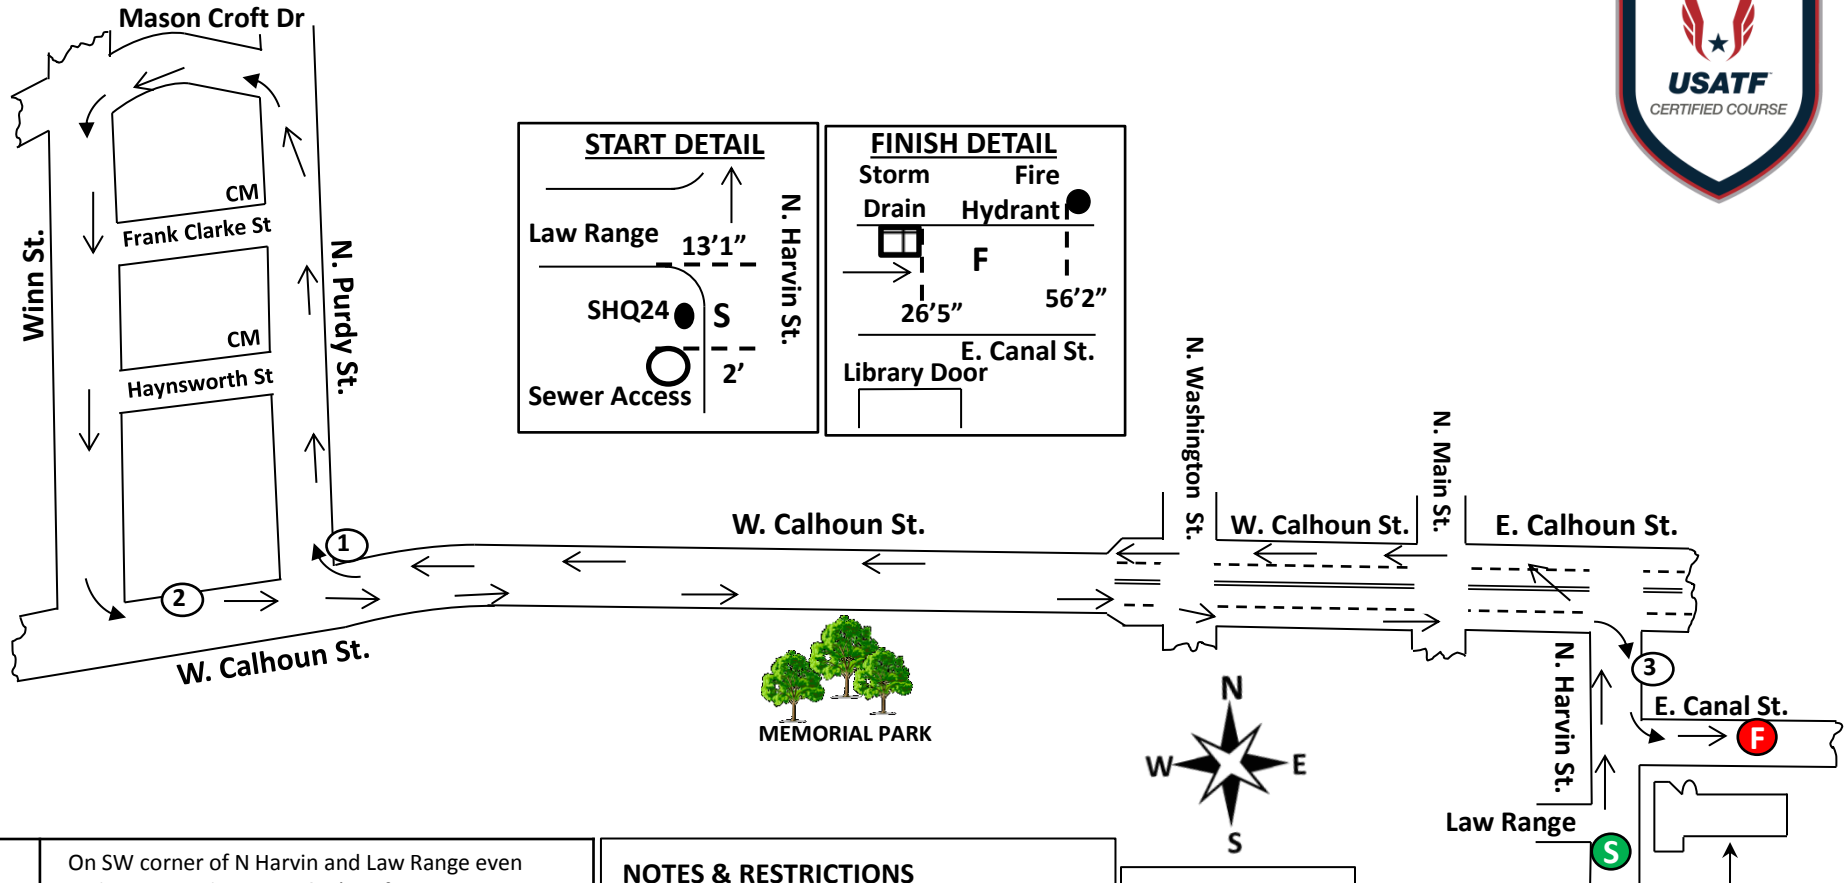 Mason Croft Dr
USATF
CERTIFIED COURSE
START DETAIL
Law Range
13’1”
N. Harvin St.
SHQ24
S
2’
Sewer Access
FINISH DETAIL
Storm
Drain
Fire
Hydrant
F
26’5”
56’2”
E. Canal St.
Library Door
CM
Frank Clarke St
CM
Haynsworth St
Winn St.
N. Purdy St.
1
2
W. Calhoun St.
W. Calhoun St.
N. Washington St.
W. Calhoun St.
N. Main St.
E. Calhoun St.
MEMORIAL PARK
N
W
E
S
3
N. Harvin St.
E. Canal St.
F
Law Range
S
On SW corner of N Harvin and Law Range even
NOTES & RESTRICTIONS